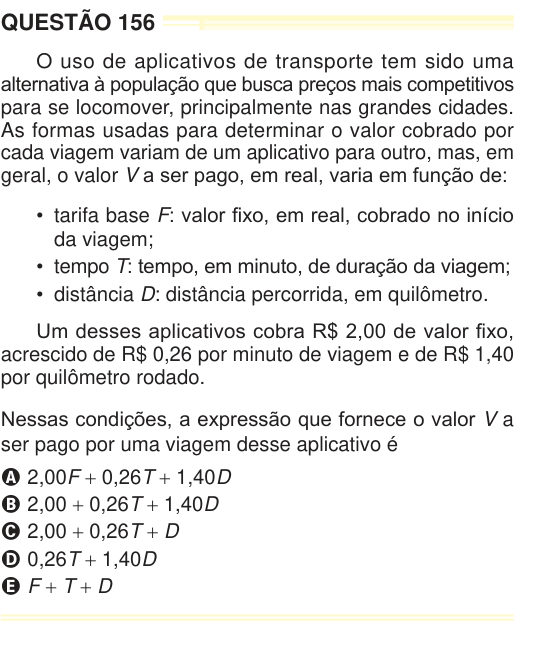 QUESTÃO 156
O uso de aplicativos de transporte tem sido uma
alternativa à população que busca preços mais competitivos
para se locomover, principalmente nas grandes cidades.
As formas usadas para determinar o valor cobrado por
cada viagem variam de um aplicativo para outro, mas, em
geral, o valor V a ser pago, em real, varia em função de:
• tarifa base F: valor fixo, em real, cobrado no início
da viagem;
• tempo T: tempo, em minuto, de duração da viagem;
• distância D: distância percorrida, em quilômetro.
Um desses aplicativos cobra R$ 2,00 de valor fixo,
acrescido de R$ 0,26 por minuto de viagem e de R$ 1,40
por quilômetro rodado.
Nessas condições, a expressão que fornece o valor V a
ser pago por uma viagem desse aplicativo é
A 2,00F + 0,26T + 1,40D
B 2,00 + 0,26T + 1,40D
C 2,00 + 0,26T + D
D 0,26T + 1,40D
E F + T + D